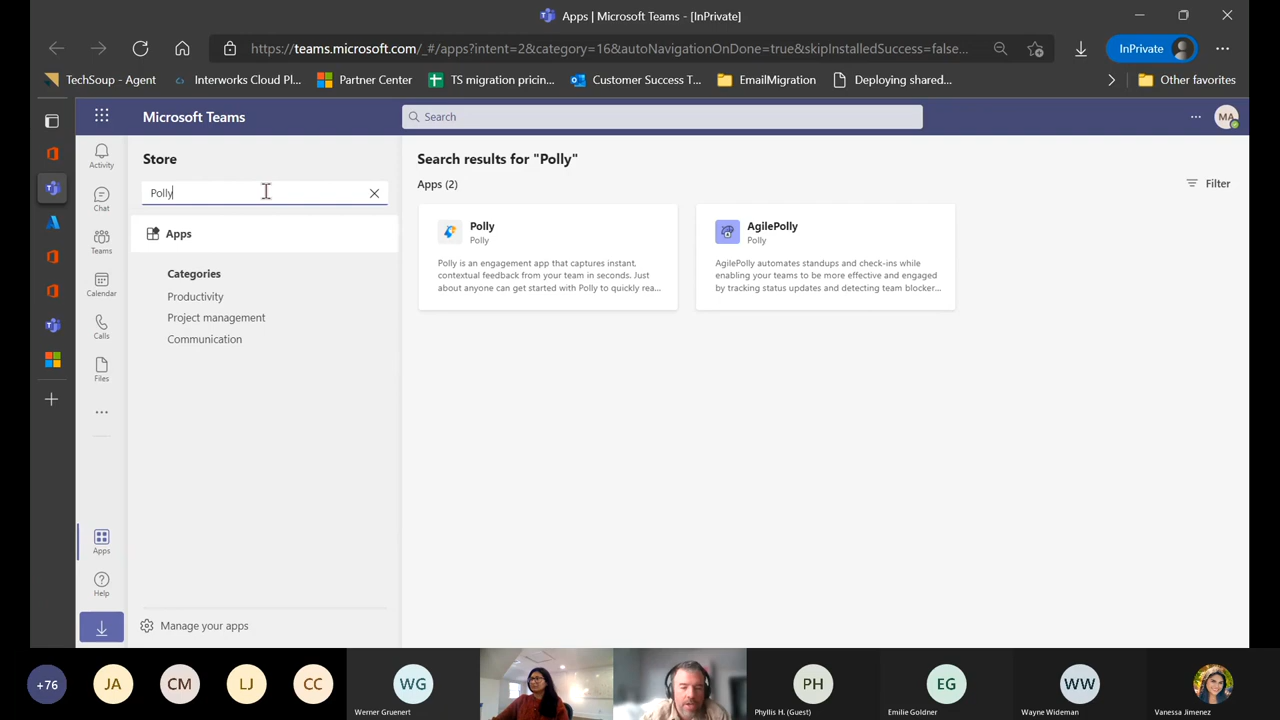 Apps | Microsoft Teams - [InPrivate]
https://teams.microsoft.com/_#/apps?intent=2&category=16&autoNavigationOnDone=true&skipInstalledSuccess=false...
InPrivate
TechSoup - Agent
Interworks Cloud Pl...
Partner Center
TS migration pricin...
Customer Success T...
EmailMigration
Deploying shared...
Other favorites
Microsoft Teams
Search
MA
Activity
Chat
Teams
Calendar
Calls
Files
Apps
Help
Store
Polly
Apps
Categories
Productivity
Project management
Communication
Manage your apps
Search results for "Polly"
Apps (2)
Filter
Polly
Polly
Polly is an engagement app that captures instant,
contextual feedback from your team in seconds. Just
about anyone can get started with Polly to quickly rea...
AgilePolly
Polly
AgilePolly automates standups and check-ins while
enabling your teams to be more effective and engaged
by tracking status updates and detecting team blocker...
+76
JA
CM
LJ
CC
WG
Werner Gruenert
PH
Phyllis H. (Guest)
EG
Emilie Goldner
WW
Wayne Wideman
Vanessa Jimenez